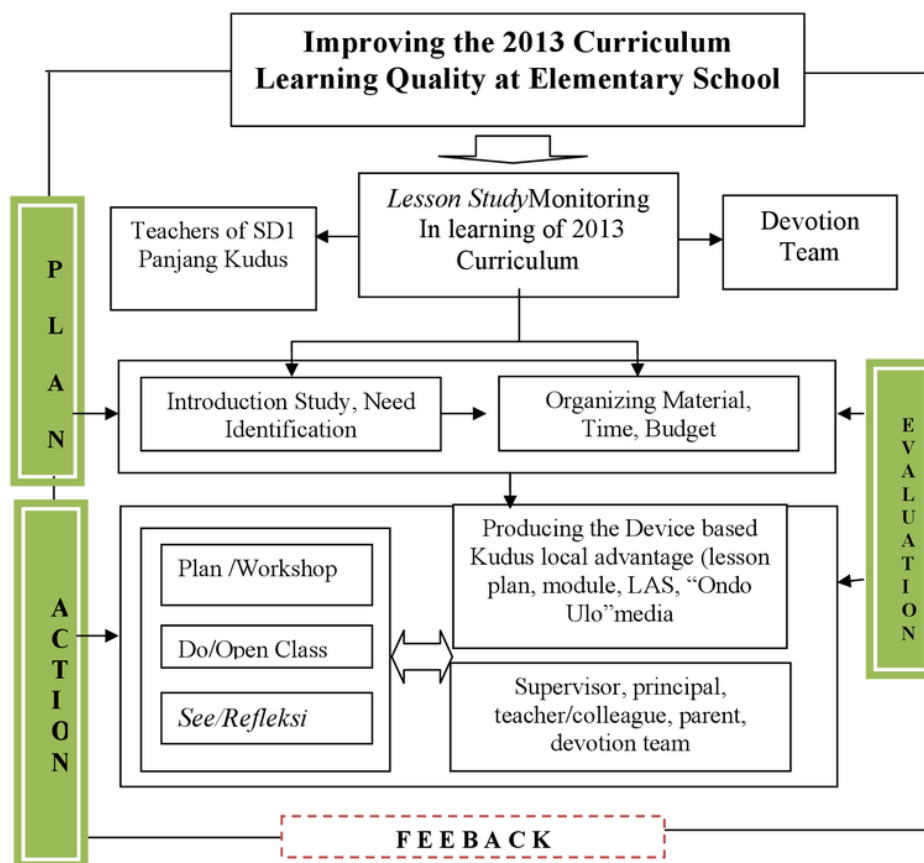 Improving the 2013 Curriculum
Learning Quality at Elementary School
Lesson StudyMonitoring
In learning of 2013
Curriculum
Teachers of SD1
Panjang Kudus
Devotion
Team
PLAN
Introduction Study, Need
Identification
Organizing Material,
Time, Budget
EVALUATION
ACTION
Plan /Workshop
Do/Open Class
See/Refleksi
Producing the Device based
Kudus local advantage (lesson
plan, module, LAS, “Ondo
Ulo”media
Supervisor, principal,
teacher/colleague, parent,
devotion team
FEEBACK